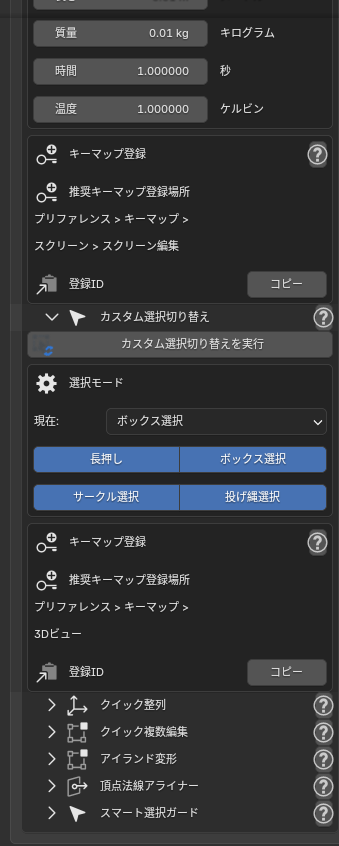 質量 0.01 kg キログラム
時間 1.000000 秒
温度 1.000000 ケルビン
キーマップ登録
推奨キーマップ登録場所
プリファレンス > キーマップ >
スクリーン > スクリーン編集
登録ID コピー
カスタム選択切り替え
カスタム選択切り替えを実行
選択モード
現在: ボックス選択
長押し ボックス選択
サークル選択 投げ縄選択
キーマップ登録
推奨キーマップ登録場所
プリファレンス > キーマップ >
3Dビュー
登録ID コピー
クイック整列
クイック複数編集
アイランド変形
頂点法線アライナー
スマート選択ガード